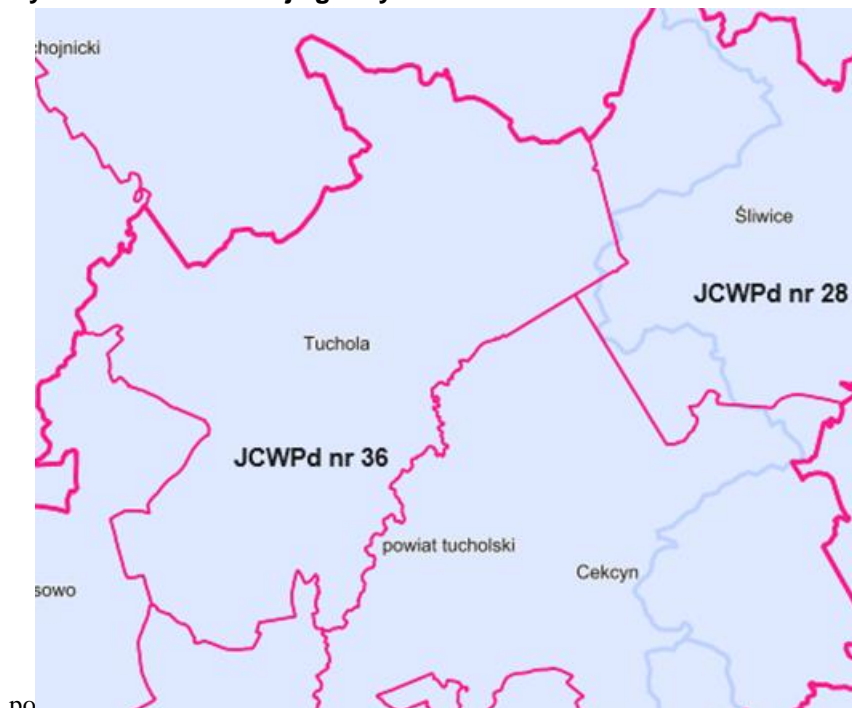 chojnicki
Śliwice
JCWPd nr 28
Tuchola
JCWPd nr 36
powiat tucholski
Cekcyn
sowo
po